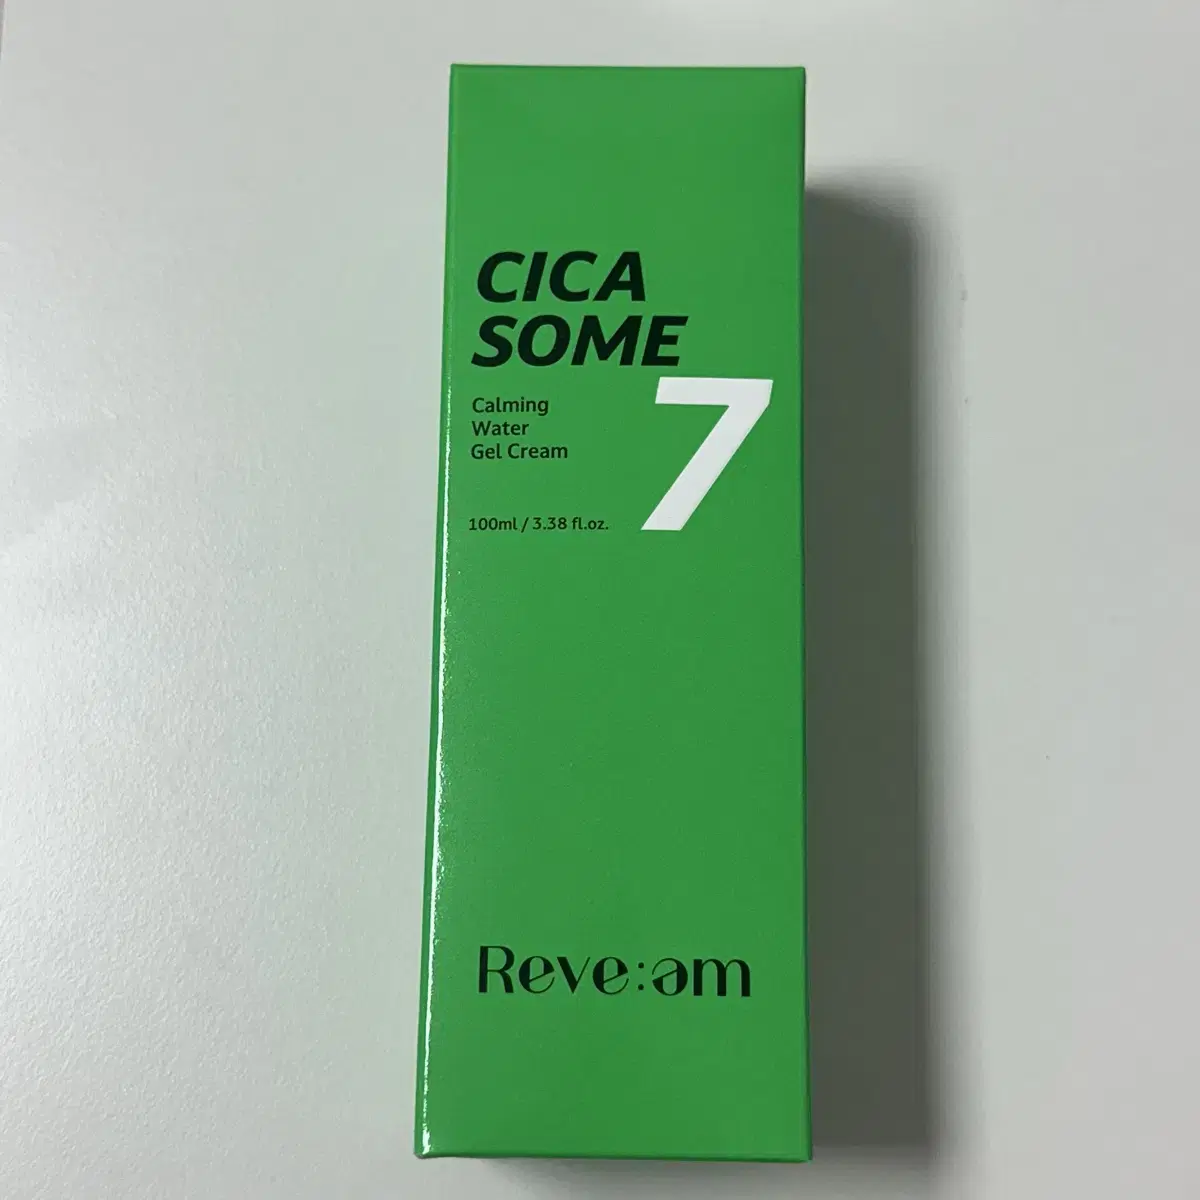 CICA
SOME
7
Calming
Water
Gel Cream
100ml / 3.38 fl.oz.
Reve:am